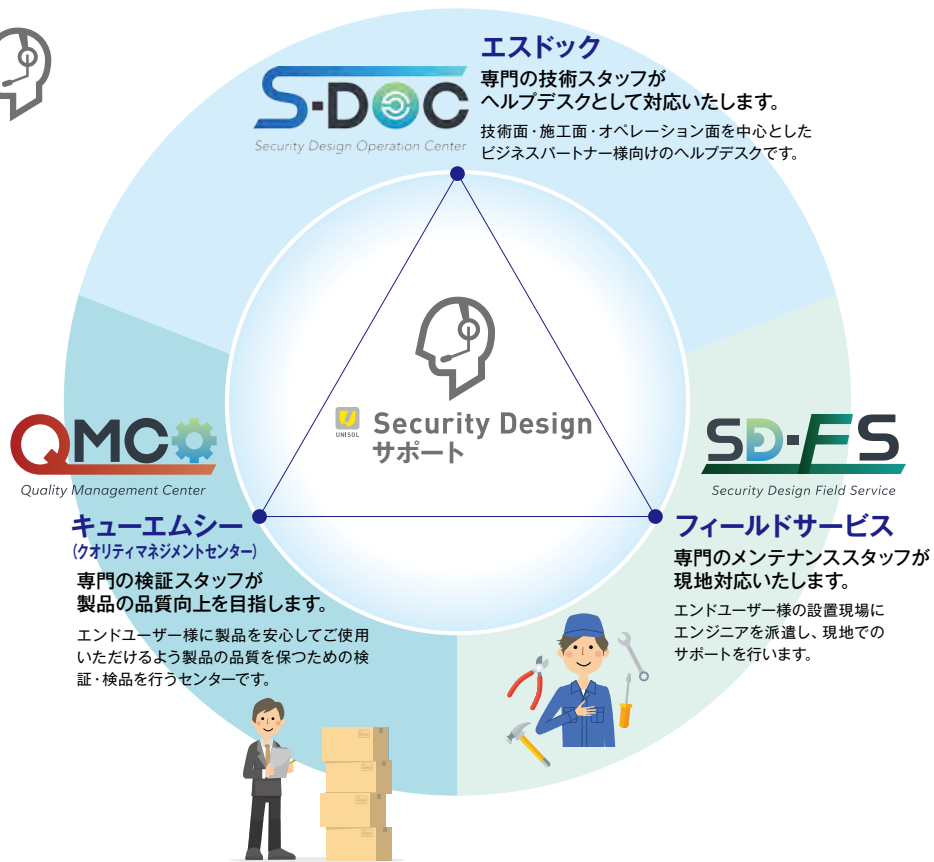 エスドック
S-DOC
Security Design Operation Center
専門の技術スタッフが
ヘルプデスクとして対応いたします。
技術面・施工面・オペレーション面を中心とした
ビジネスパートナー様向けのヘルプデスクです。
UNISOL
Security Design
サポート
QMC
Quality Management Center
キューエムシー
(クオリティマネジメントセンター)
専門の検証スタッフが
製品の品質向上を目指します。
エンドユーザー様に製品を安心してご使用
いただけるよう製品の品質を保つための検
証・検品を行うセンターです。
SD-FS
Security Design Field Service
フィールドサービス
専門のメンテナンススタッフが
現地対応いたします。
エンドユーザー様の設置現場に
エンジニアを派遣し、現地での
サポートを行います。